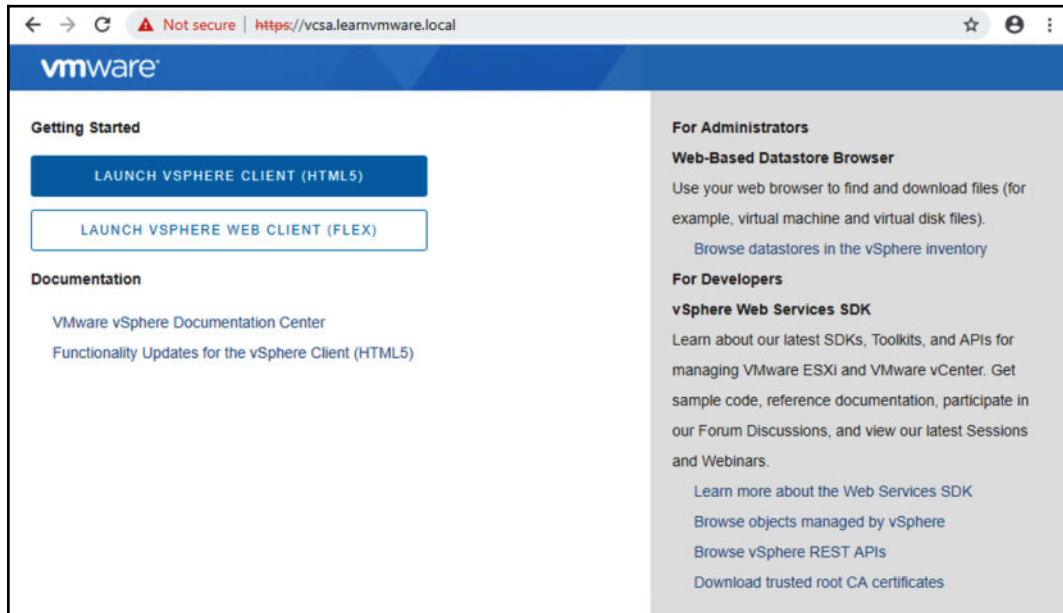 Not secure | https://vcsa.learnvmware.local
vmware
Getting Started
LAUNCH VSPHERE CLIENT (HTML5)
LAUNCH VSPHERE WEB CLIENT (FLEX)
Documentation
VMware vSphere Documentation Center
Functionality Updates for the vSphere Client (HTML5)
For Administrators
Web-Based Datastore Browser
Use your web browser to find and download files (for
example, virtual machine and virtual disk files).
Browse datastores in the vSphere inventory
For Developers
vSphere Web Services SDK
Learn about our latest SDKs, Toolkits, and APIs for
managing VMware ESXi and VMware vCenter. Get
sample code, reference documentation, participate in
our Forum Discussions, and view our latest Sessions
and Webinars.
Learn more about the Web Services SDK
Browse objects managed by vSphere
Browse vSphere REST APIs
Download trusted root CA certificates